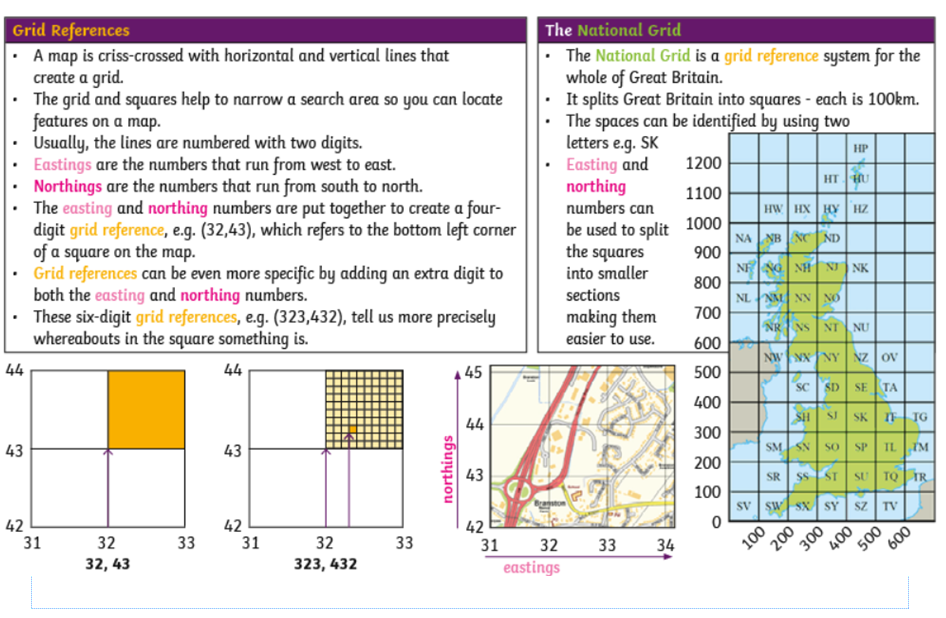 Grid References
• A map is criss-crossed with horizontal and vertical lines that
create a grid.
• The grid and squares help to narrow a search area so you can locate
features on a map.
• Usually, the lines are numbered with two digits.
• Eastings are the numbers that run from west to east.
• Northings are the numbers that run from south to north.
• The easting and northing numbers are put together to create a four-
digit grid reference, e.g. (32,43), which refers to the bottom left corner
of a square on the map.
• Grid references can be even more specific by adding an extra digit to
both the easting and northing numbers.
• These six-digit grid references, e.g. (323,432), tell us more precisely
whereabouts in the square something is.
The National Grid
• The National Grid is a grid reference system for the
whole of Great Britain.
• It splits Great Britain into squares - each is 100km.
• The spaces can be identified by using two
letters e.g. SK
• Easting and
northing
numbers can
be used to split
the squares
into smaller
sections
making them
easier to use.
HP
1200
HT HU
1100
HW HX HY HZ
1000
NA NB NC ND
900
NF NG NH NJ NK
800
NL NM NN NO
700
NR NS NT NU
600
NW NX NY NZ OV
500
SC SD SE TA
400
SH SJ SK TF TG
300
SM SN SO SP TL TM
200
SR SS ST SU TQ TR
100
SV SW SX SY SZ TV
0
100 200 300 400 500 600
44
43
42
31 32 33
32, 43
44
43
42
31 32 33
323, 432
northings
45
44
43
42
Branston
31 32 33 34
eastings